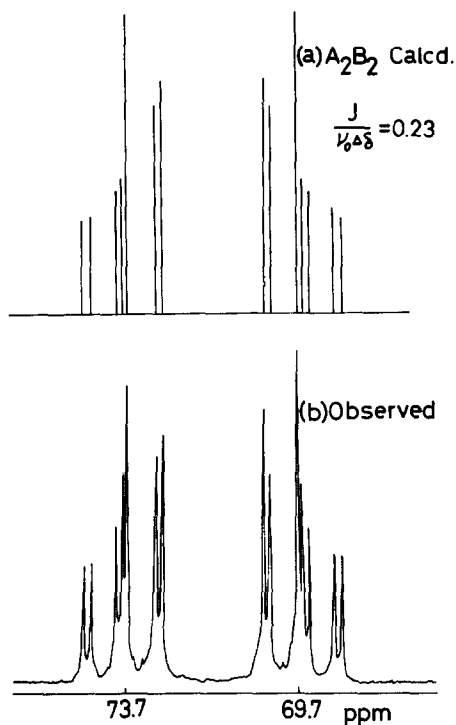 (a) A₂B₂ Calcd.
J
ν₀Δδ =0.23
(b) Observed
73.7 69.7 ppm